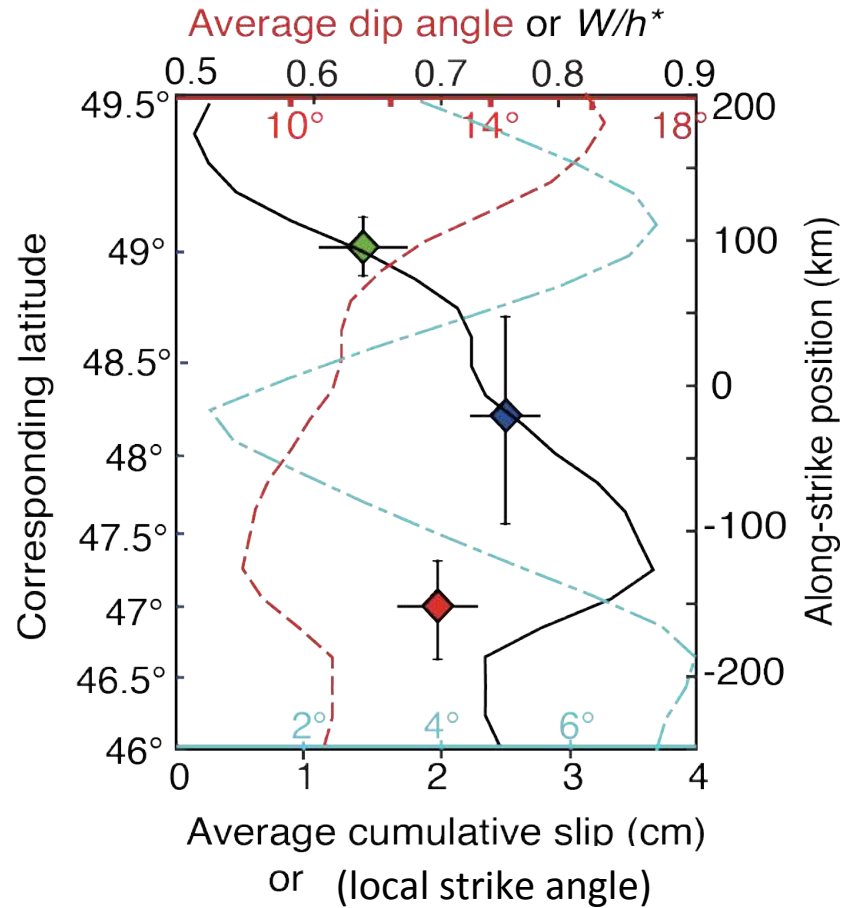 Average dip angle or W/h*
0.5 0.6 0.7 0.8 0.9
49.5° 200
10° 14° 18°
49° 100
48.5°
0
48°
47.5° -100
47°
46.5° -200
2° 4° 6°
46°
0 1 2 3 4
Corresponding latitude
Along-strike position (km)
Average cumulative slip (cm)
or (local strike angle)